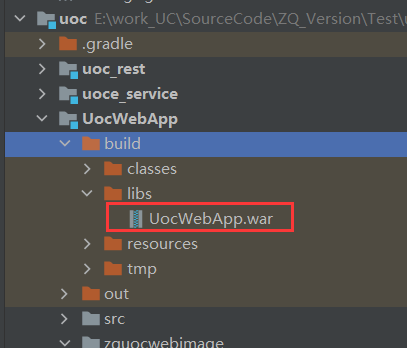 uoc E:\work_UC\SourceCode\ZQ_Version\Test\
.gradle
uoc_rest
uoce_service
UocWebApp
build
classes
libs
UocWebApp.war
resources
tmp
out
src
zquocwebimage